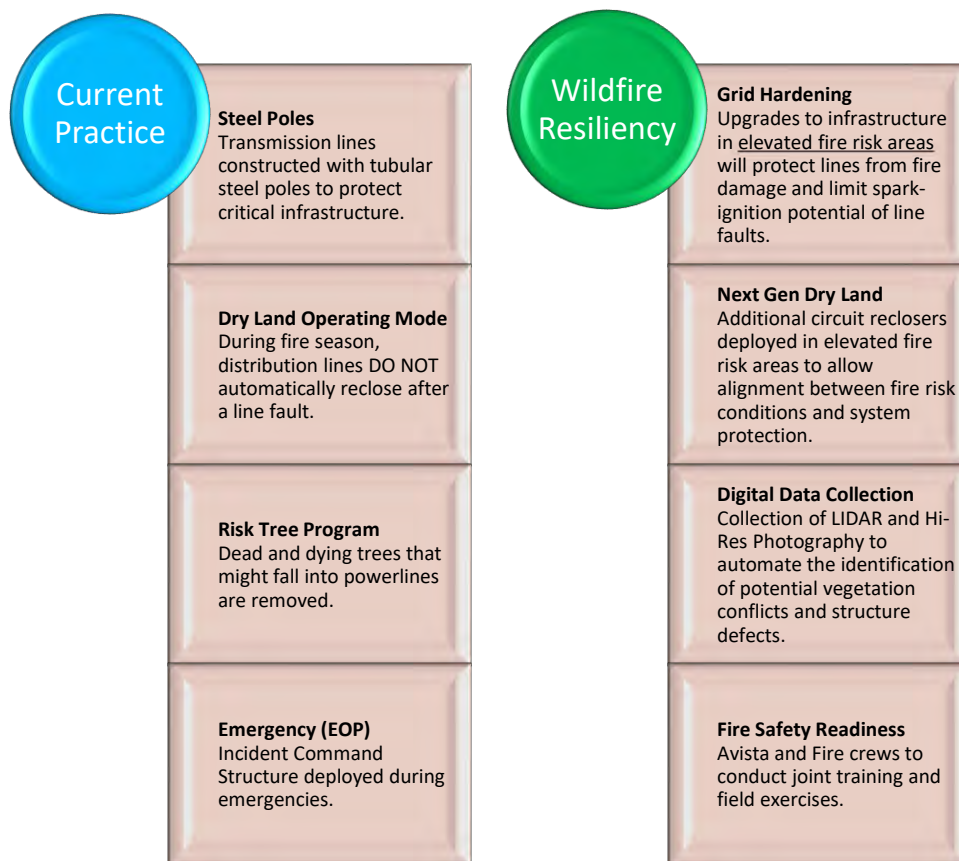 Current
Practice
Steel Poles
Transmission lines
constructed with tubular
steel poles to protect
critical infrastructure.
Dry Land Operating Mode
During fire season,
distribution lines DO NOT
automatically reclose after
a line fault.
Risk Tree Program
Dead and dying trees that
might fall into powerlines
are removed.
Emergency (EOP)
Incident Command
Structure deployed during
emergencies.
Wildfire
Resiliency
Grid Hardening
Upgrades to infrastructure
in elevated fire risk areas
will protect lines from fire
damage and limit spark-
ignition potential of line
faults.
Next Gen Dry Land
Additional circuit reclosers
deployed in elevated fire
risk areas to allow
alignment between fire risk
conditions and system
protection.
Digital Data Collection
Collection of LIDAR and Hi-
Res Photography to
automate the identification
of potential vegetation
conflicts and structure
defects.
Fire Safety Readiness
Avista and Fire crews to
conduct joint training and
field exercises.